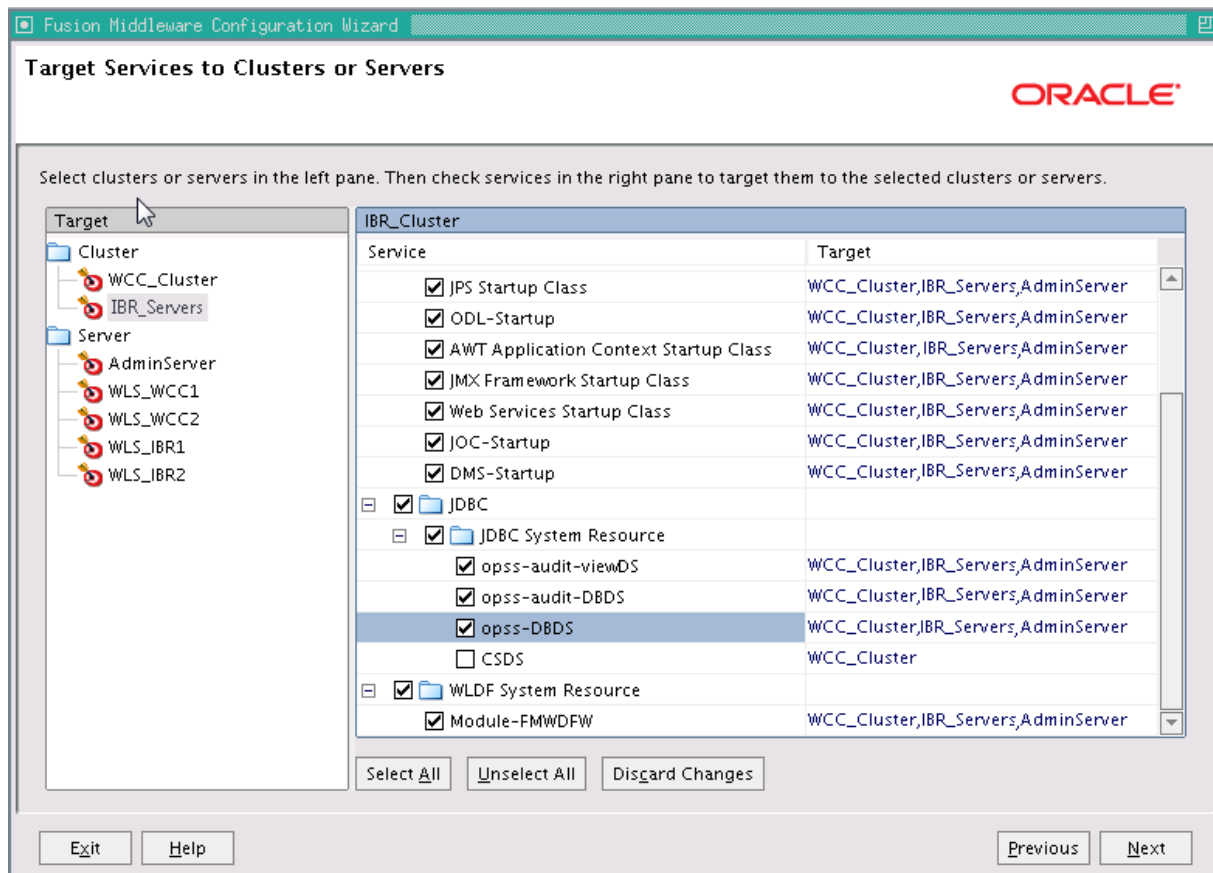 Fusion Middleware Configuration Wizard
Target Services to Clusters or Servers
ORACLE
Select clusters or servers in the left pane. Then check services in the right pane to target them to the selected clusters or servers.
Target
Cluster
WCC_Cluster
IBR_Servers
Server
AdminServer
WLS_WCC1
WLS_WCC2
WLS_IBR1
WLS_IBR2
IBR_Cluster
Service Target
JPS Startup Class WCC_Cluster,IBR_Servers,AdminServer
ODL-Startup WCC_Cluster,IBR_Servers,AdminServer
AWT Application Context Startup Class WCC_Cluster,IBR_Servers,AdminServer
JMX Framework Startup Class WCC_Cluster,IBR_Servers,AdminServer
Web Services Startup Class WCC_Cluster,IBR_Servers,AdminServer
JOC-Startup WCC_Cluster,IBR_Servers,AdminServer
DMS-Startup WCC_Cluster,IBR_Servers,AdminServer
JDBC
JDBC System Resource
opss-audit-viewDS WCC_Cluster,IBR_Servers,AdminServer
opss-audit-DBDS WCC_Cluster,IBR_Servers,AdminServer
opss-DBDS WCC_Cluster,IBR_Servers,AdminServer
CSDS WCC_Cluster
WLDF System Resource
Module-FMWDFW WCC_Cluster,IBR_Servers,AdminServer
Select All Unselect All Discard Changes
Exit Help Previous Next